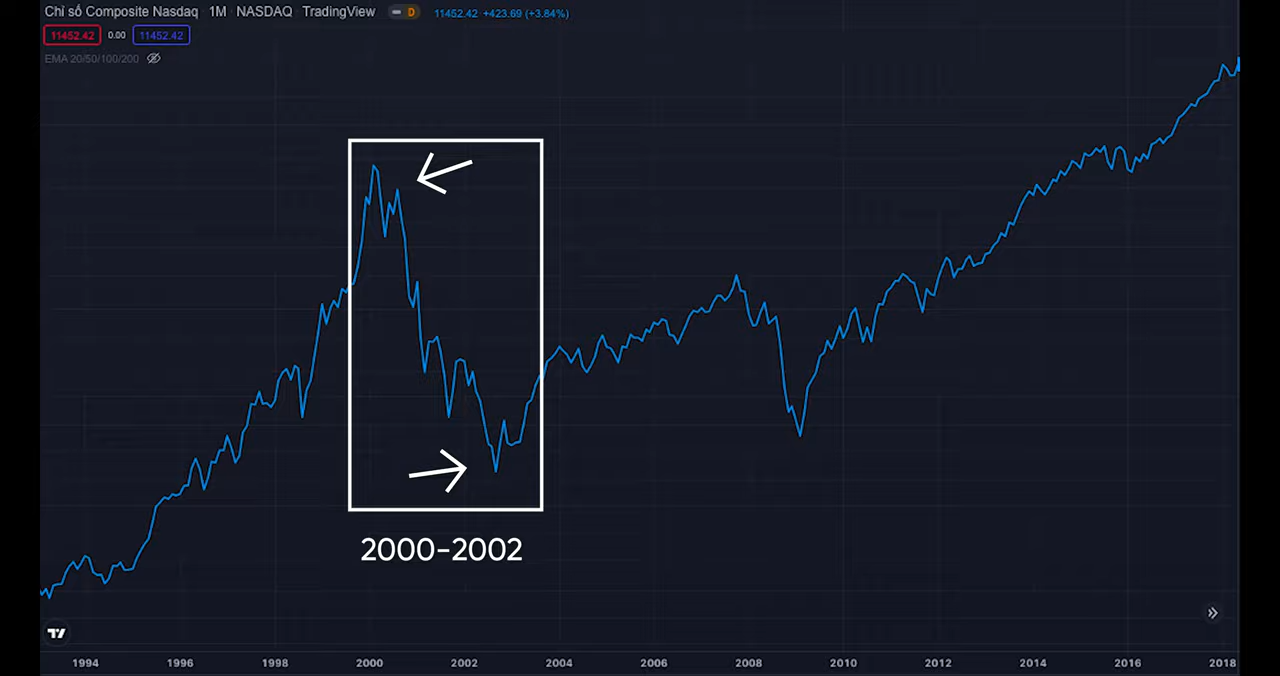 Chỉ số Composite Nasdaq 1M NASDAQ TradingView D 11452.42 +423.69 (+3.84%)
11452.42 0.00 11452.42
EMA 20/50/100/200
2000-2002
1994 1996 1998 2000 2002 2004 2006 2008 2010 2012 2014 2016 2018